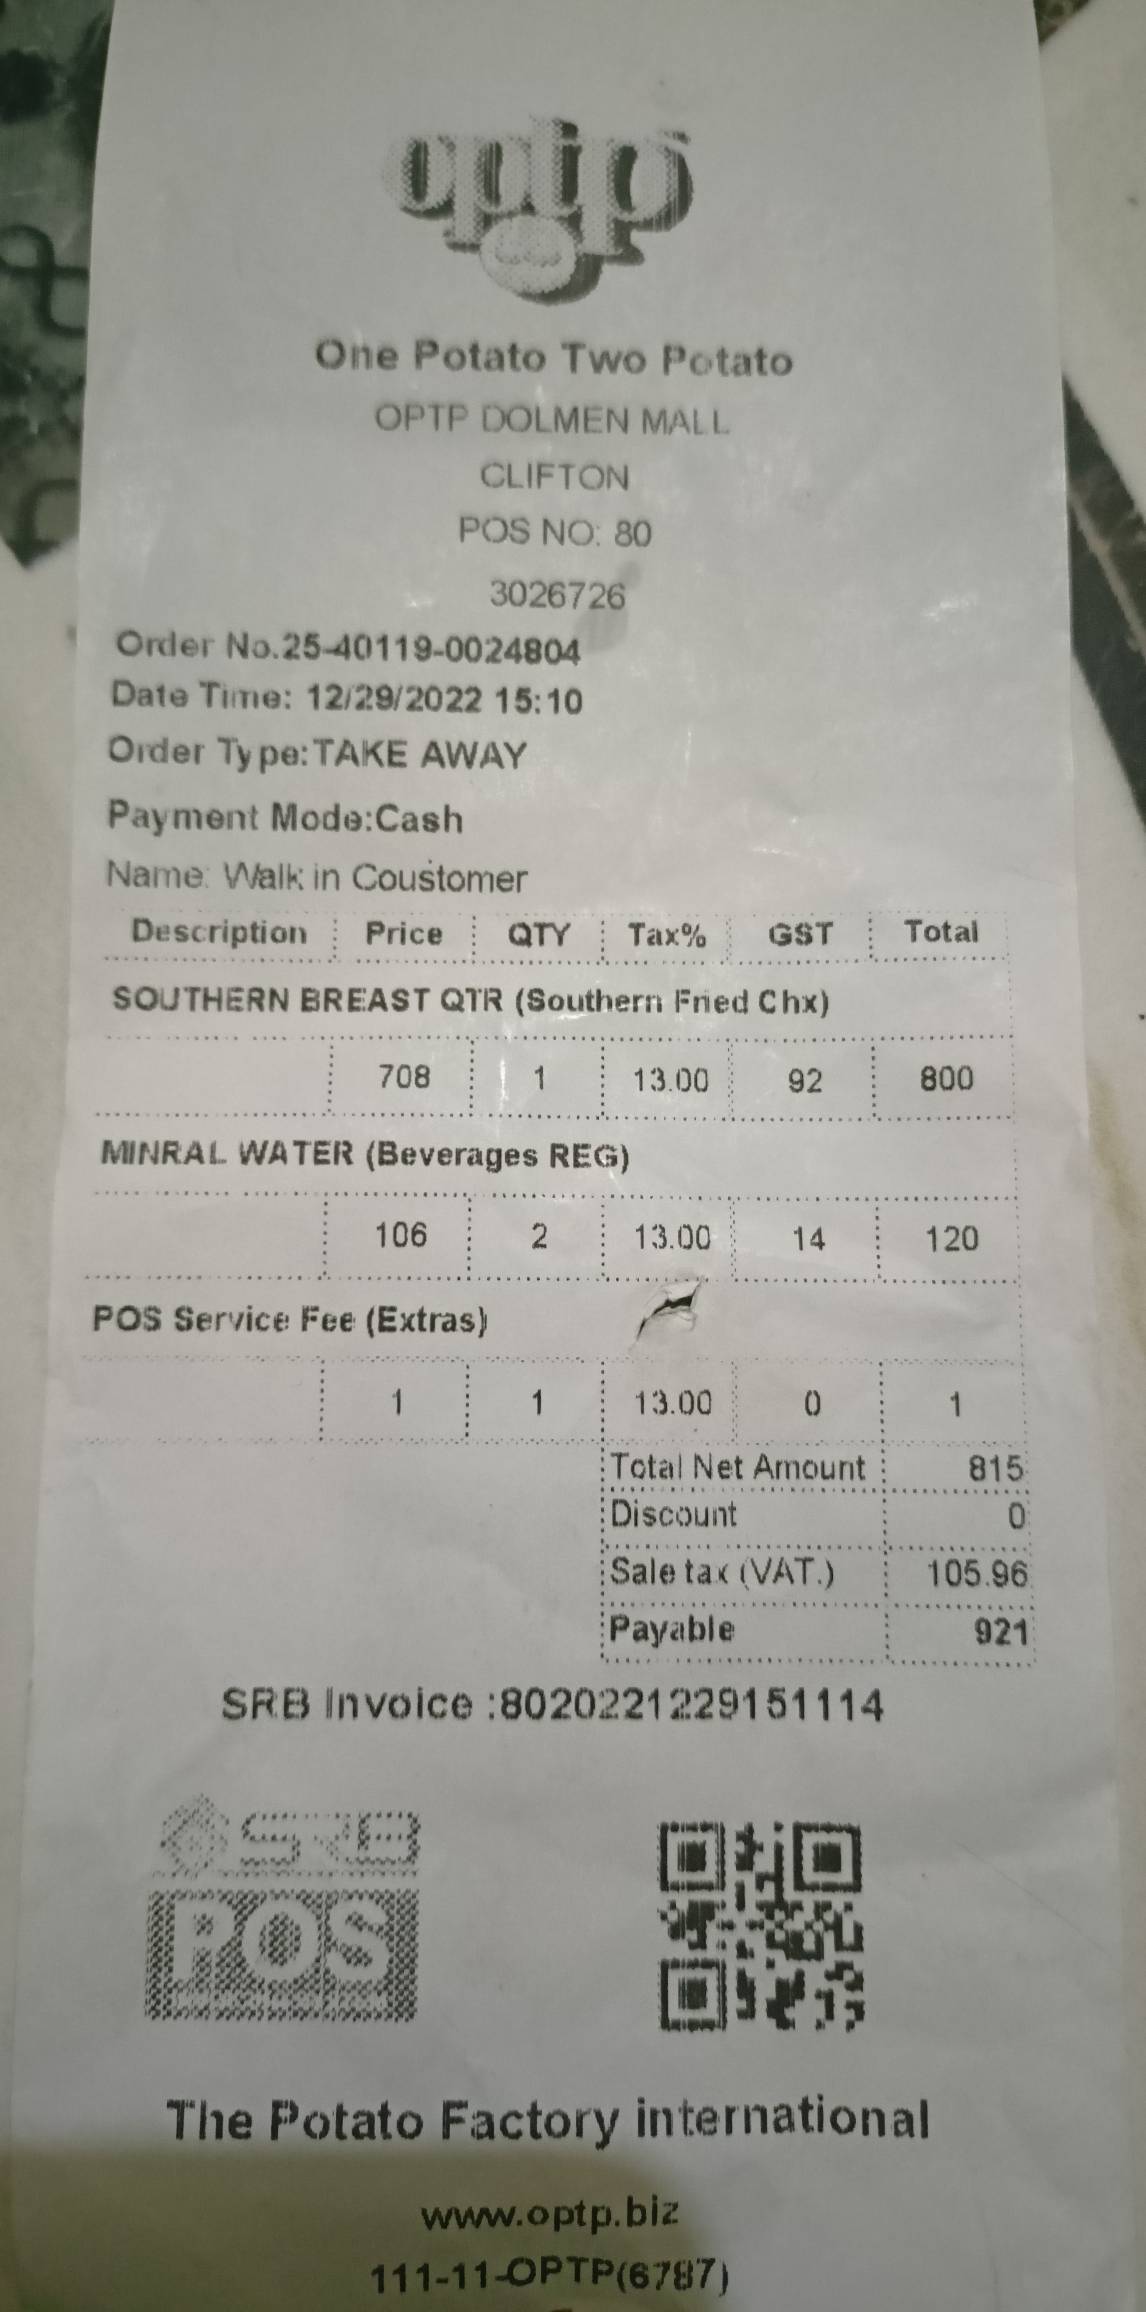 optp
One Potato Two Potato
OPTP DOLMEN MALL
CLIFTON
POS NO: 80
3026726
Order No.25-40119-0024804
Date Time: 12/29/2022 15:10
Order Type:TAKE AWAY
Payment Mode:Cash
Name: Walk in Coustomer
Description Price QTY Tax% GST Total
SOUTHERN BREAST QTR (Southern Fried Chx)
708 1 13.00 92 800
MINRAL WATER (Beverages REG)
106 2 13.00 14 120
POS Service Fee (Extras)
1 1 13.00 0 1
Total Net Amount 815
Discount 0
Sale tax (VAT.) 105.96
Payable 921
SRB Invoice :8020221229151114
SRB
POS
The Potato Factory international
www.optp.biz
111-11-OPTP(6787)